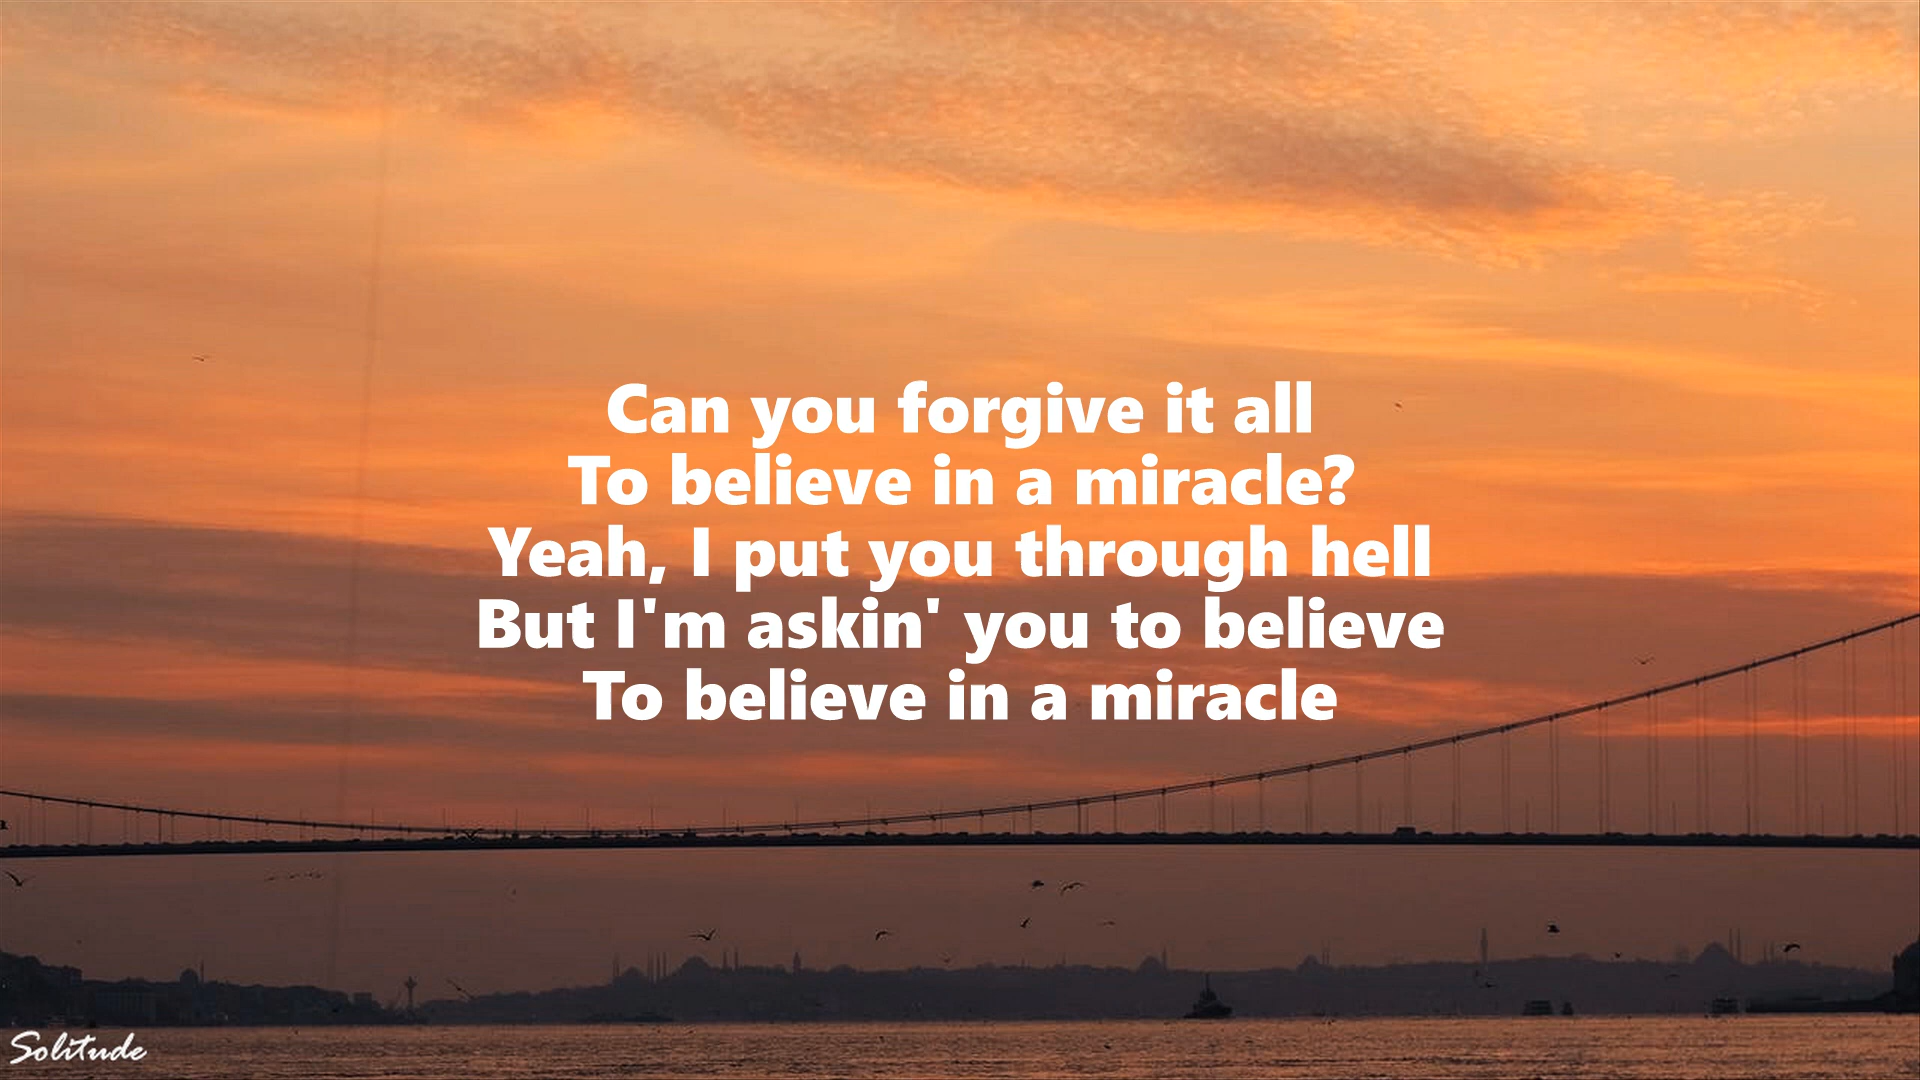 Can you forgive it all
To believe in a miracle?
Yeah, I put you through hell
But I'm askin' you to believe
To believe in a miracle
Solitude